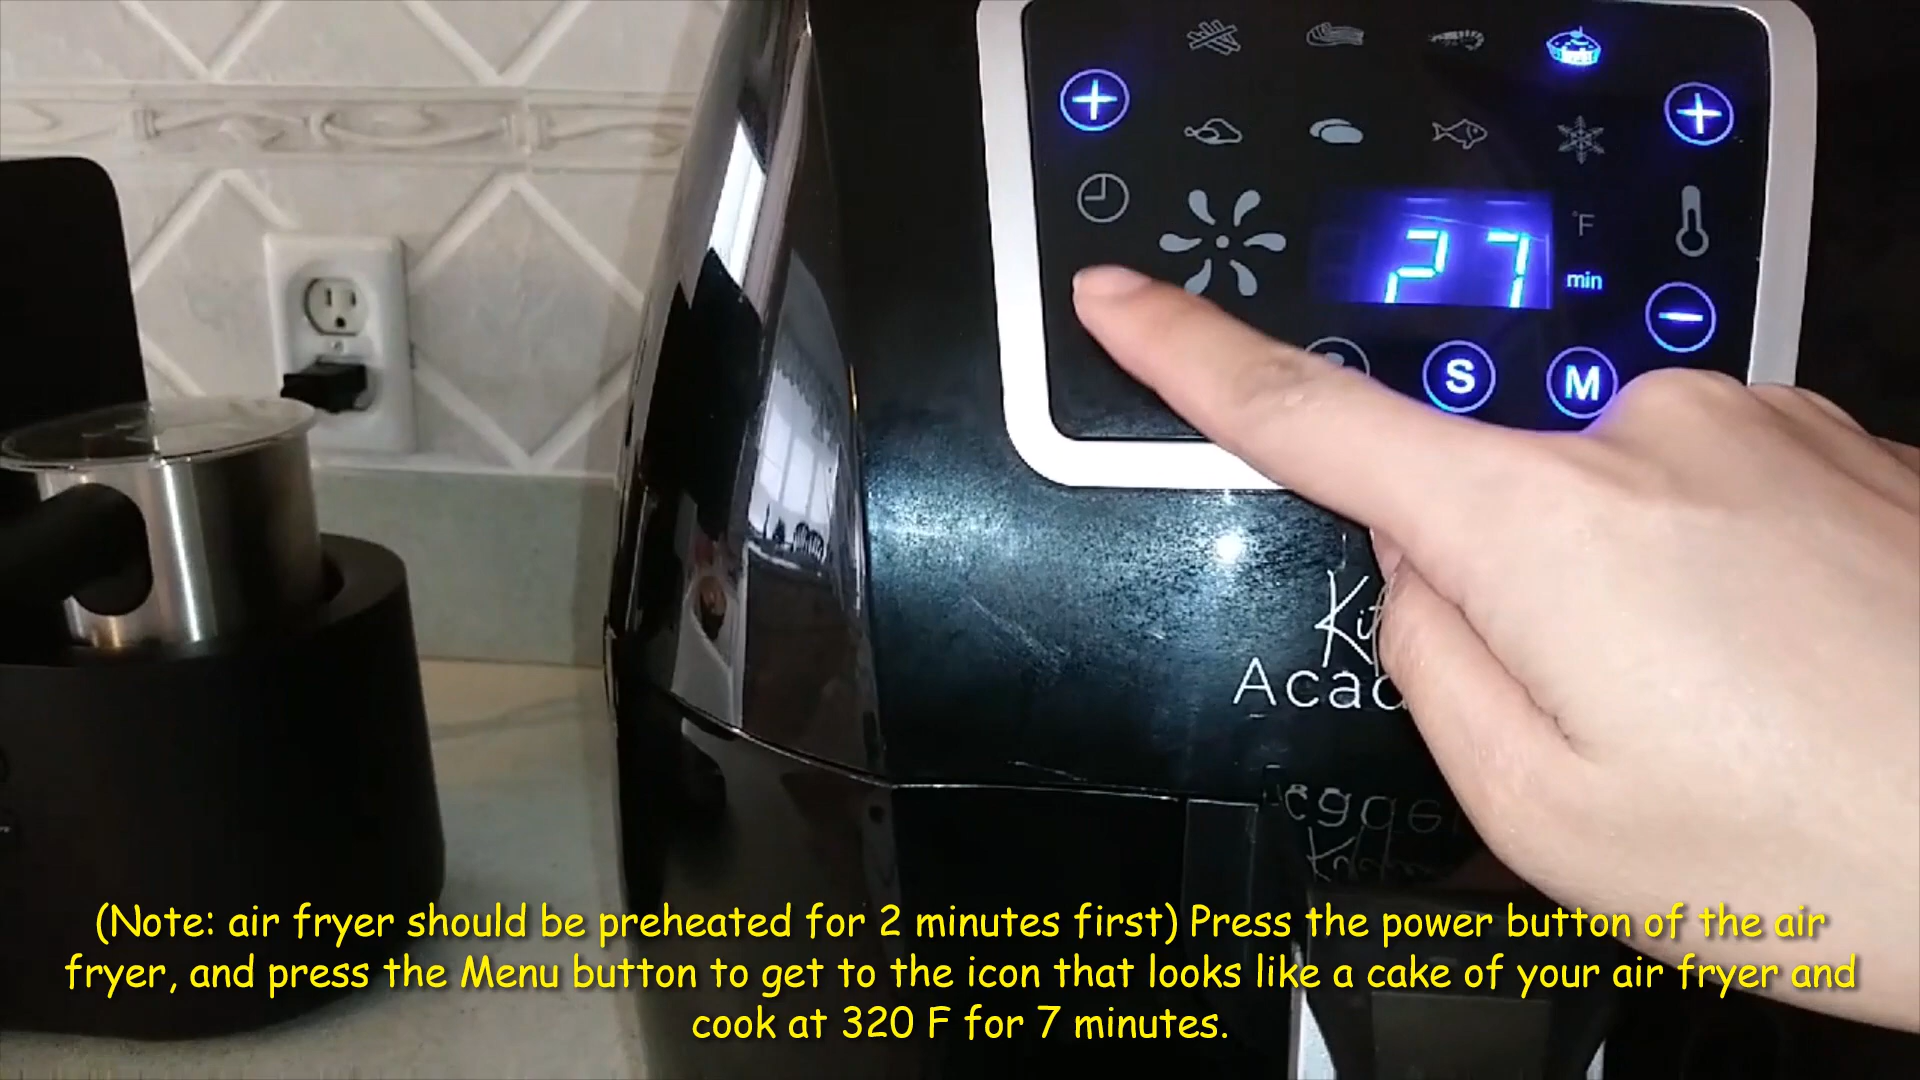 27
°F
min
S
M
(Note: air fryer should be preheated for 2 minutes first) Press the power button of the air
fryer, and press the Menu button to get to the icon that looks like a cake of your air fryer and
cook at 320 F for 7 minutes.